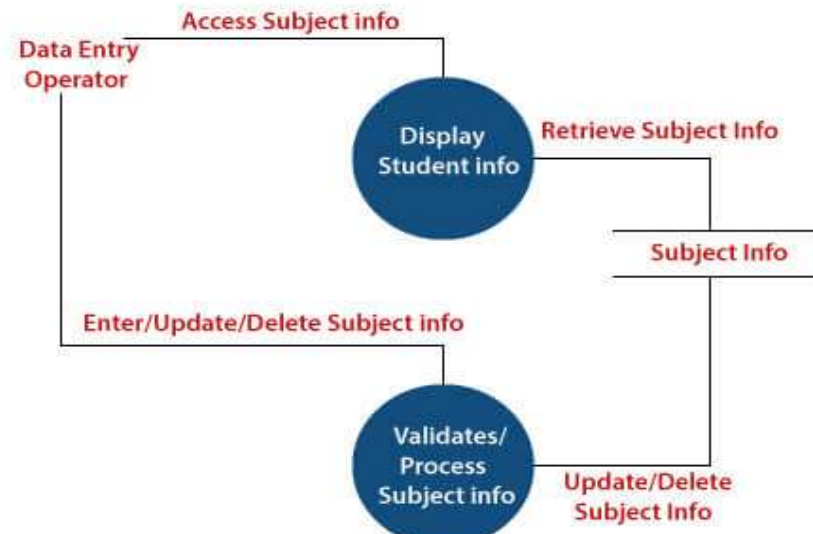 Access Subject info
Data Entry
Operator
Display
Student info
Retrieve Subject Info
Subject Info
Enter/Update/Delete Subject info
Validates/
Process
Subject info
Update/Delete
Subject Info